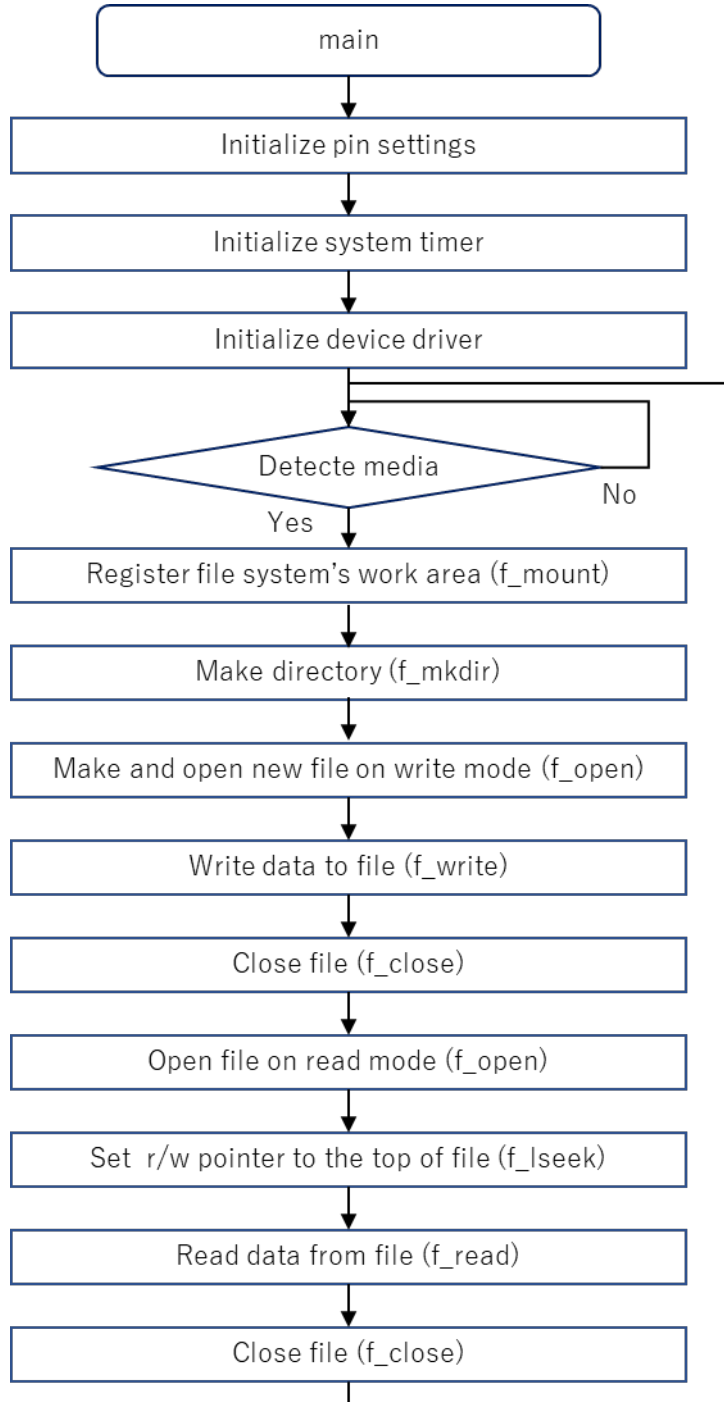 main
Initialize pin settings
Initialize system timer
Initialize device driver
Detecte media
No
Yes
Register file system’s work area (f_mount)
Make directory (f_mkdir)
Make and open new file on write mode (f_open)
Write data to file (f_write)
Close file (f_close)
Open file on read mode (f_open)
Set  r/w pointer to the top of file (f_lseek)
Read data from file (f_read)
Close file (f_close)